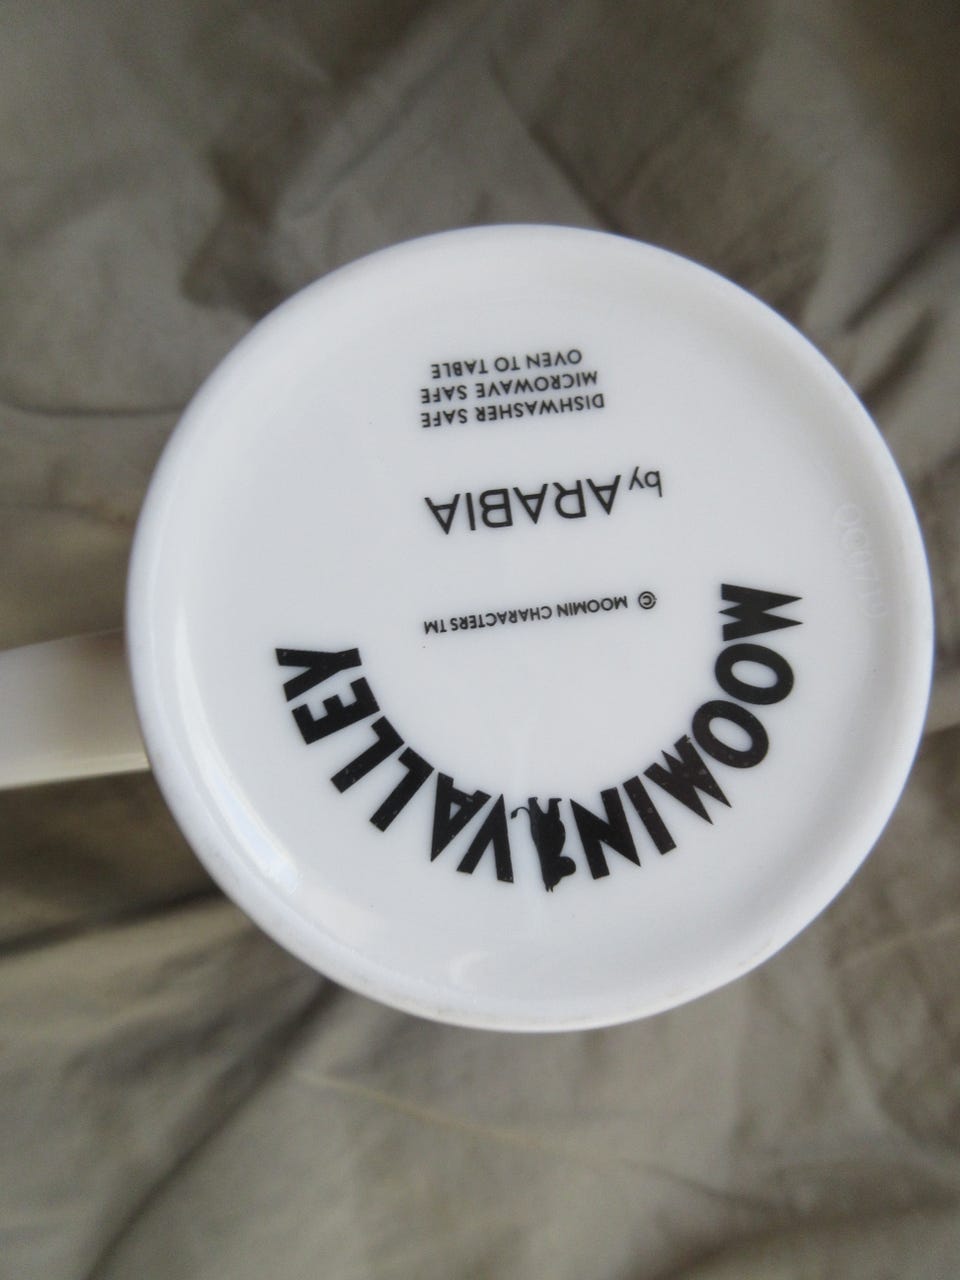 MOOMINVALLEY
© MOOMIN CHARACTERS TM
by ARABIA
DISHWASHER SAFE
MICROWAVE SAFE
OVEN TO TABLE